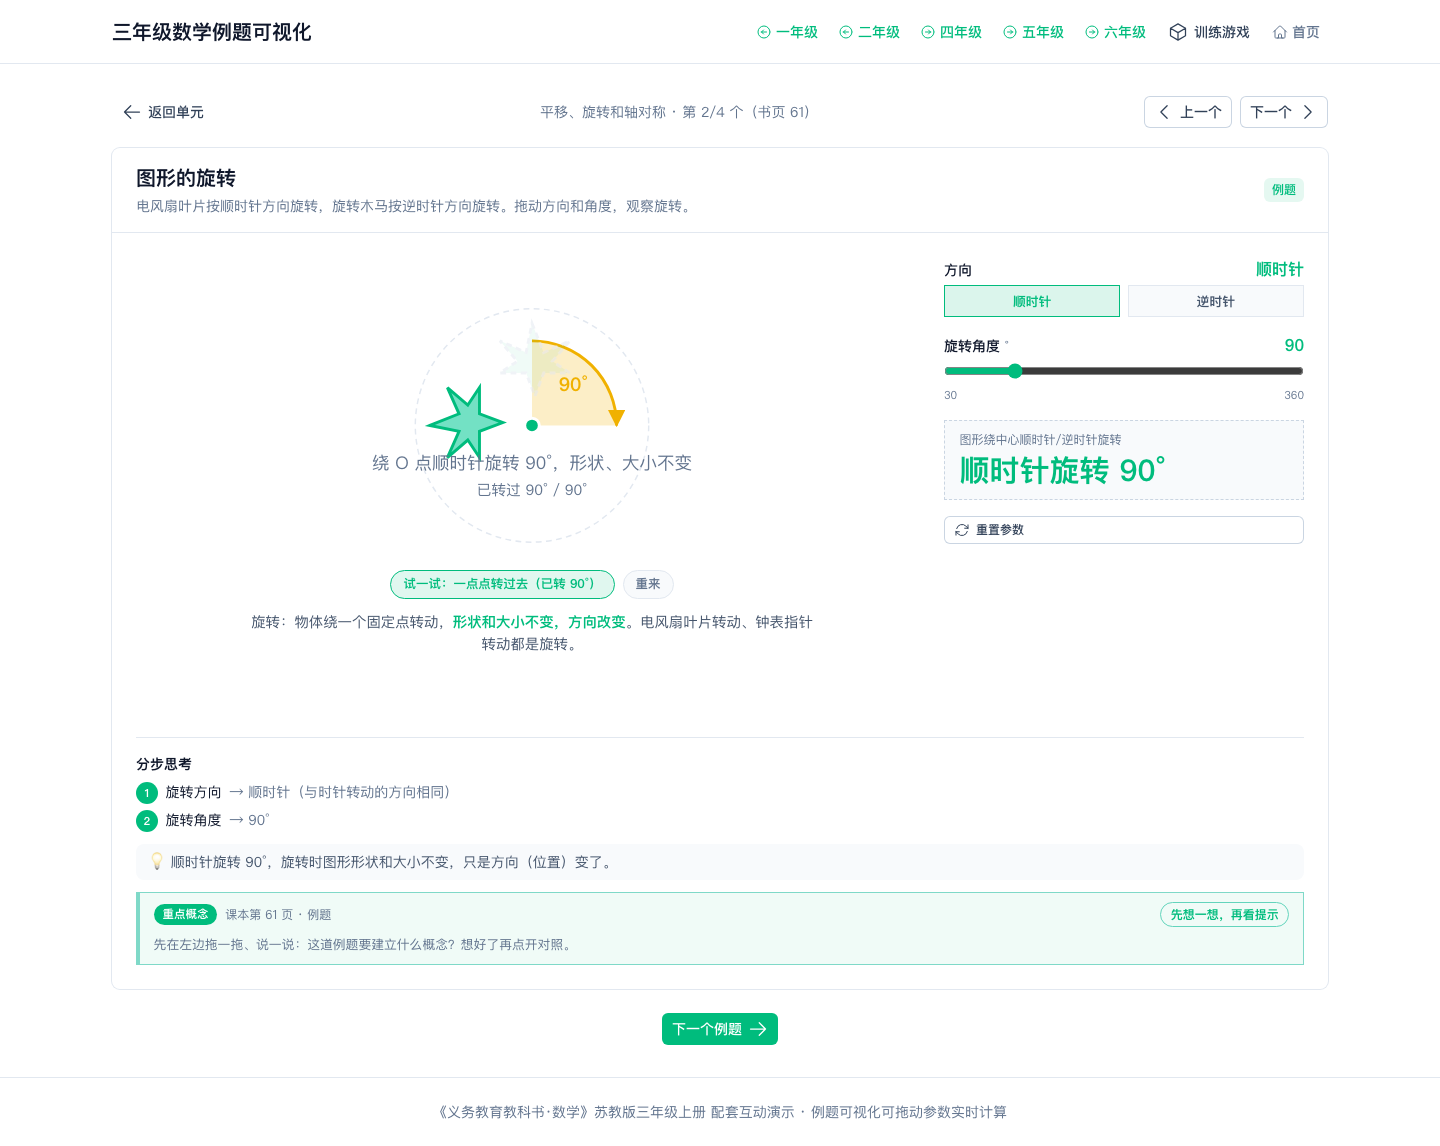 三年级数学例题可视化
一年级
二年级
四年级
五年级
六年级
训练游戏
首页
返回单元
平移、旋转和轴对称 · 第 2/4 个（书页 61）
上一个
下一个
图形的旋转
电风扇叶片按顺时针方向旋转，旋转木马按逆时针方向旋转。拖动方向和角度，观察旋转。
例题
90°
绕 O 点顺时针旋转 90°，形状、大小不变
已转过 90° / 90°
试一试：一点点转过去（已转 90°）
重来
旋转：物体绕一个固定点转动，形状和大小不变，方向改变。电风扇叶片转动、钟表指针
转动都是旋转。
方向
顺时针
顺时针
逆时针
旋转角度 °
90
30
360
图形绕中心顺时针/逆时针旋转
顺时针旋转 90°
重置参数
分步思考
1 旋转方向 → 顺时针（与时针转动的方向相同）
2 旋转角度 → 90°
💡 顺时针旋转 90°，旋转时图形形状和大小不变，只是方向（位置）变了。
重点概念 课本第 61 页 · 例题
先想一想，再看提示
先在左边拖一拖、说一说：这道例题要建立什么概念？想好了再点开对照。
下一个例题 →
《义务教育教科书·数学》苏教版三年级上册 配套互动演示 · 例题可视化可拖动参数实时计算